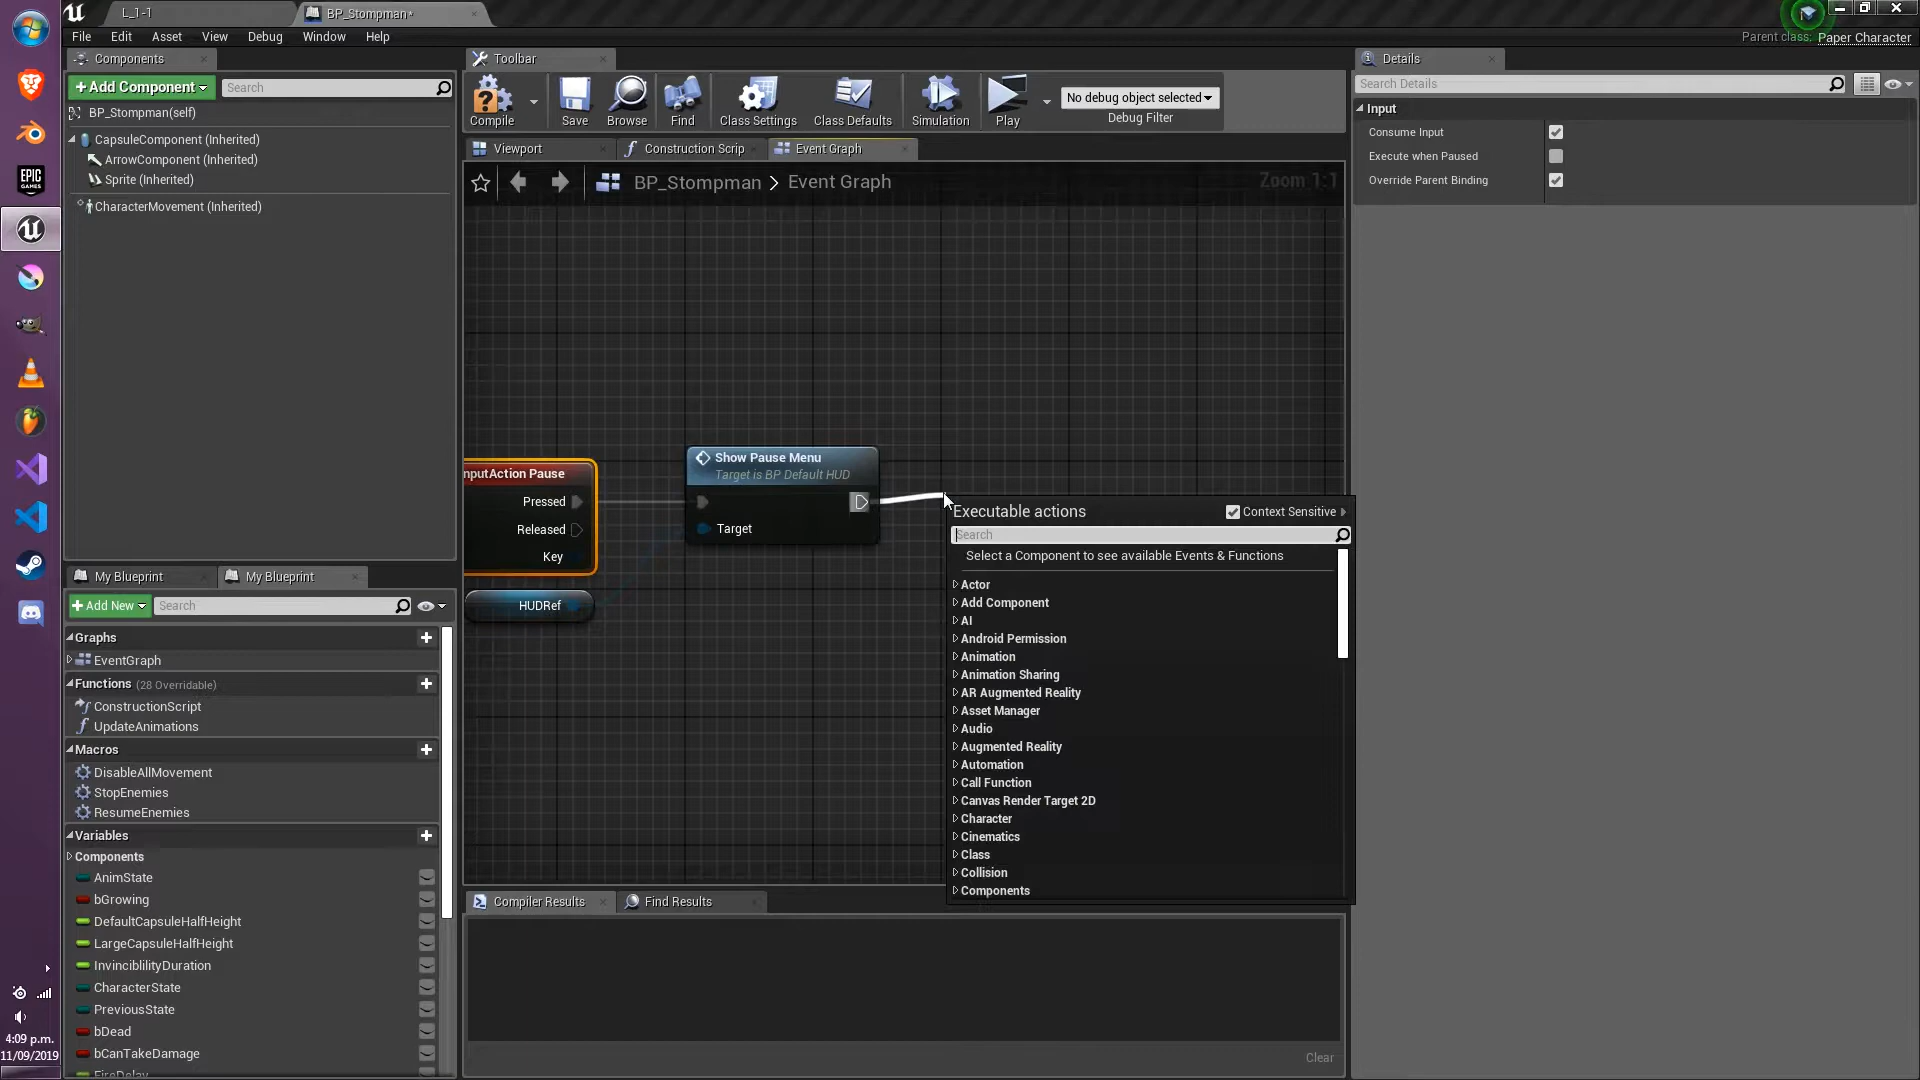 L_1-1
BP_Stompman*
File Edit Asset View Debug Window Help
Parent class: Paper Character
Components
+Add Component
Search
BP_Stompman(self)
CapsuleComponent (Inherited)
ArrowComponent (Inherited)
Sprite (Inherited)
CharacterMovement (Inherited)
Toolbar
Compile
Save
Browse
Find
Class Settings
Class Defaults
Simulation
Play
No debug object selected
Debug Filter
Viewport
Construction Scrip
Event Graph
BP_Stompman > Event Graph
Zoom 1:1
nputAction Pause
Pressed
Released
Key
HUDRef
Show Pause Menu
Target is BP Default HUD
Target
Executable actions
Context Sensitive
Search
Select a Component to see available Events & Functions
Actor
Add Component
AI
Android Permission
Animation
Animation Sharing
AR Augmented Reality
Asset Manager
Audio
Augmented Reality
Automation
Call Function
Canvas Render Target 2D
Character
Cinematics
Class
Collision
Components
Details
Search Details
Input
Consume Input
Execute when Paused
Override Parent Binding
My Blueprint
My Blueprint
+Add New
Search
Graphs
EventGraph
Functions (28 Overridable)
ConstructionScript
UpdateAnimations
Macros
DisableAllMovement
StopEnemies
ResumeEnemies
Variables
Components
AnimState
bGrowing
DefaultCapsuleHalfHeight
LargeCapsuleHalfHeight
InvinciblilityDuration
CharacterState
PreviousState
bDead
bCanTakeDamage
FireDelay
Compiler Results
Find Results
Clear
EPIC
GAMES
4:09 p.m.
11/09/2019